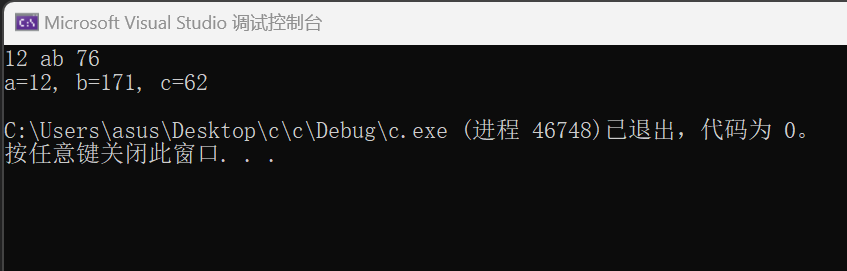 Microsoft Visual Studio 调试控制台
12 ab 76
a=12, b=171, c=62
C:\Users\asus\Desktop\c\c\Debug\c.exe (进程 46748)已退出，代码为 0。
按任意键关闭此窗口. . .